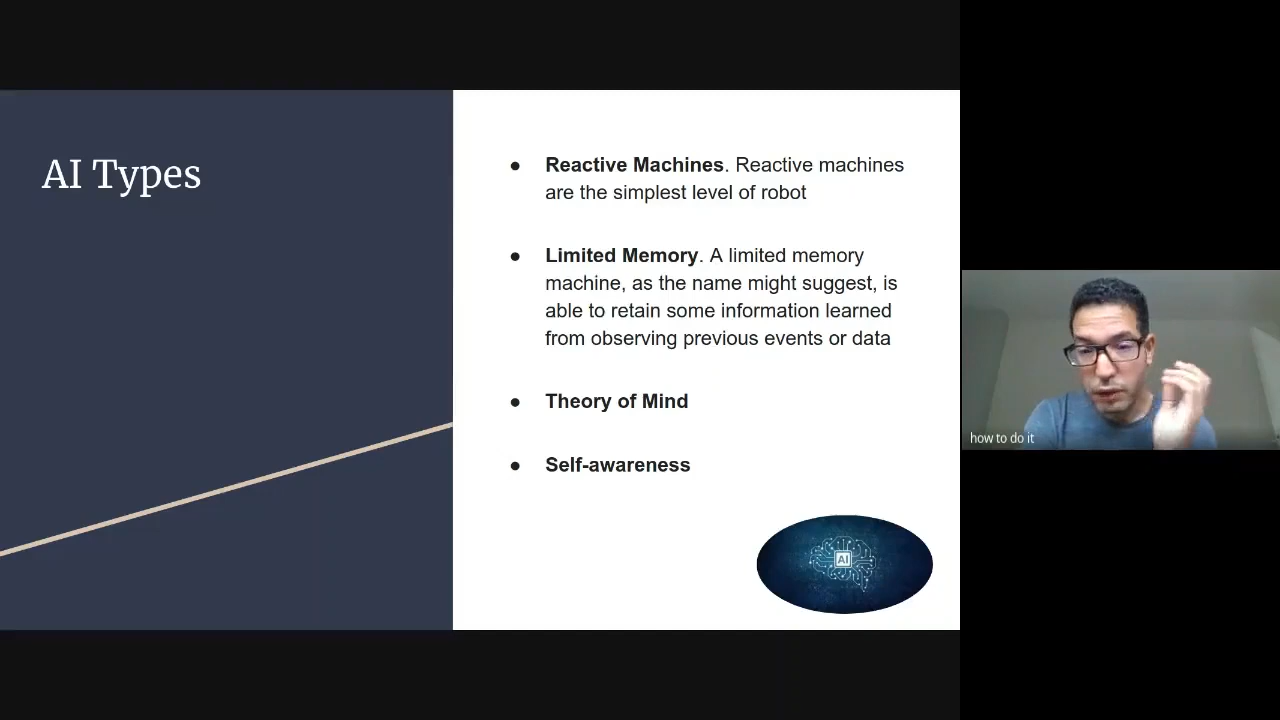 AI Types
Reactive Machines. Reactive machines
are the simplest level of robot
Limited Memory. A limited memory
machine, as the name might suggest, is
able to retain some information learned
from observing previous events or data
Theory of Mind
Self-awareness
AI
how to do it